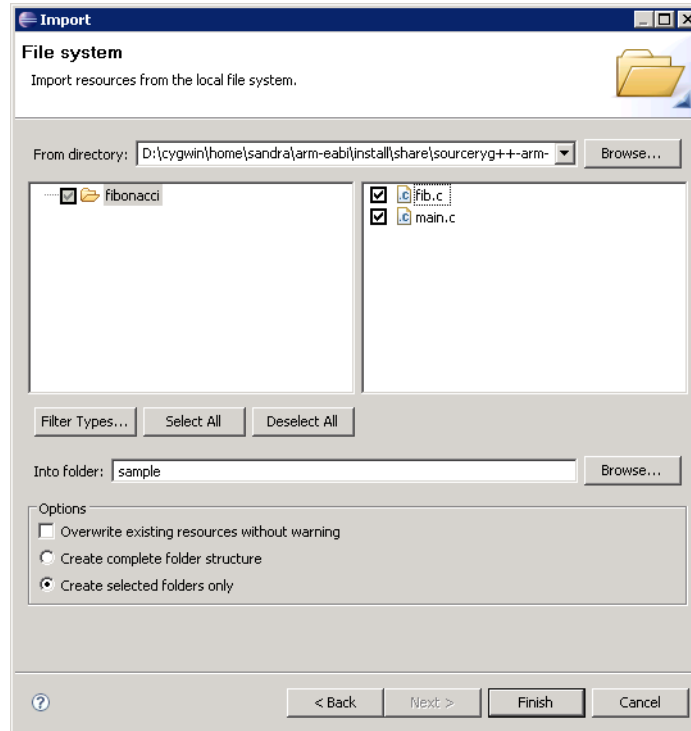 Import
File system
Import resources from the local file system.
From directory: D:\cygwin\home\sandra\arm-eabi\install\share\sourceryg++-arm- Browse...
fibonacci
fib.c
main.c
Filter Types... Select All Deselect All
Into folder: sample Browse...
Options
Overwrite existing resources without warning
Create complete folder structure
Create selected folders only
< Back Next > Finish Cancel